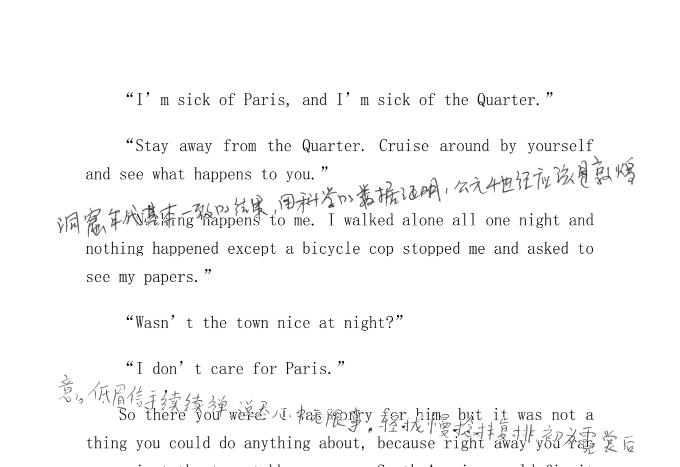 “I’m sick of Paris, and I’m sick of the Quarter.”
“Stay away from the Quarter. Cruise around by yourself
and see what happens to you.”
洞窟年代基本一致的结果,用科学的数据证明,公元4世纪应该是敦煌
“Nothing happens to me. I walked alone all one night and
nothing happened except a bicycle cop stopped me and asked to
see my papers.”
“Wasn’t the town nice at night?”
“I don’t care for Paris.”
意。低眉信手续续弹,说尽心中无限事。轻拢慢捻抹复挑,初为霓裳后
So there you were. I was sorry for him, but it was not a
thing you could do anything about, because right away you ran